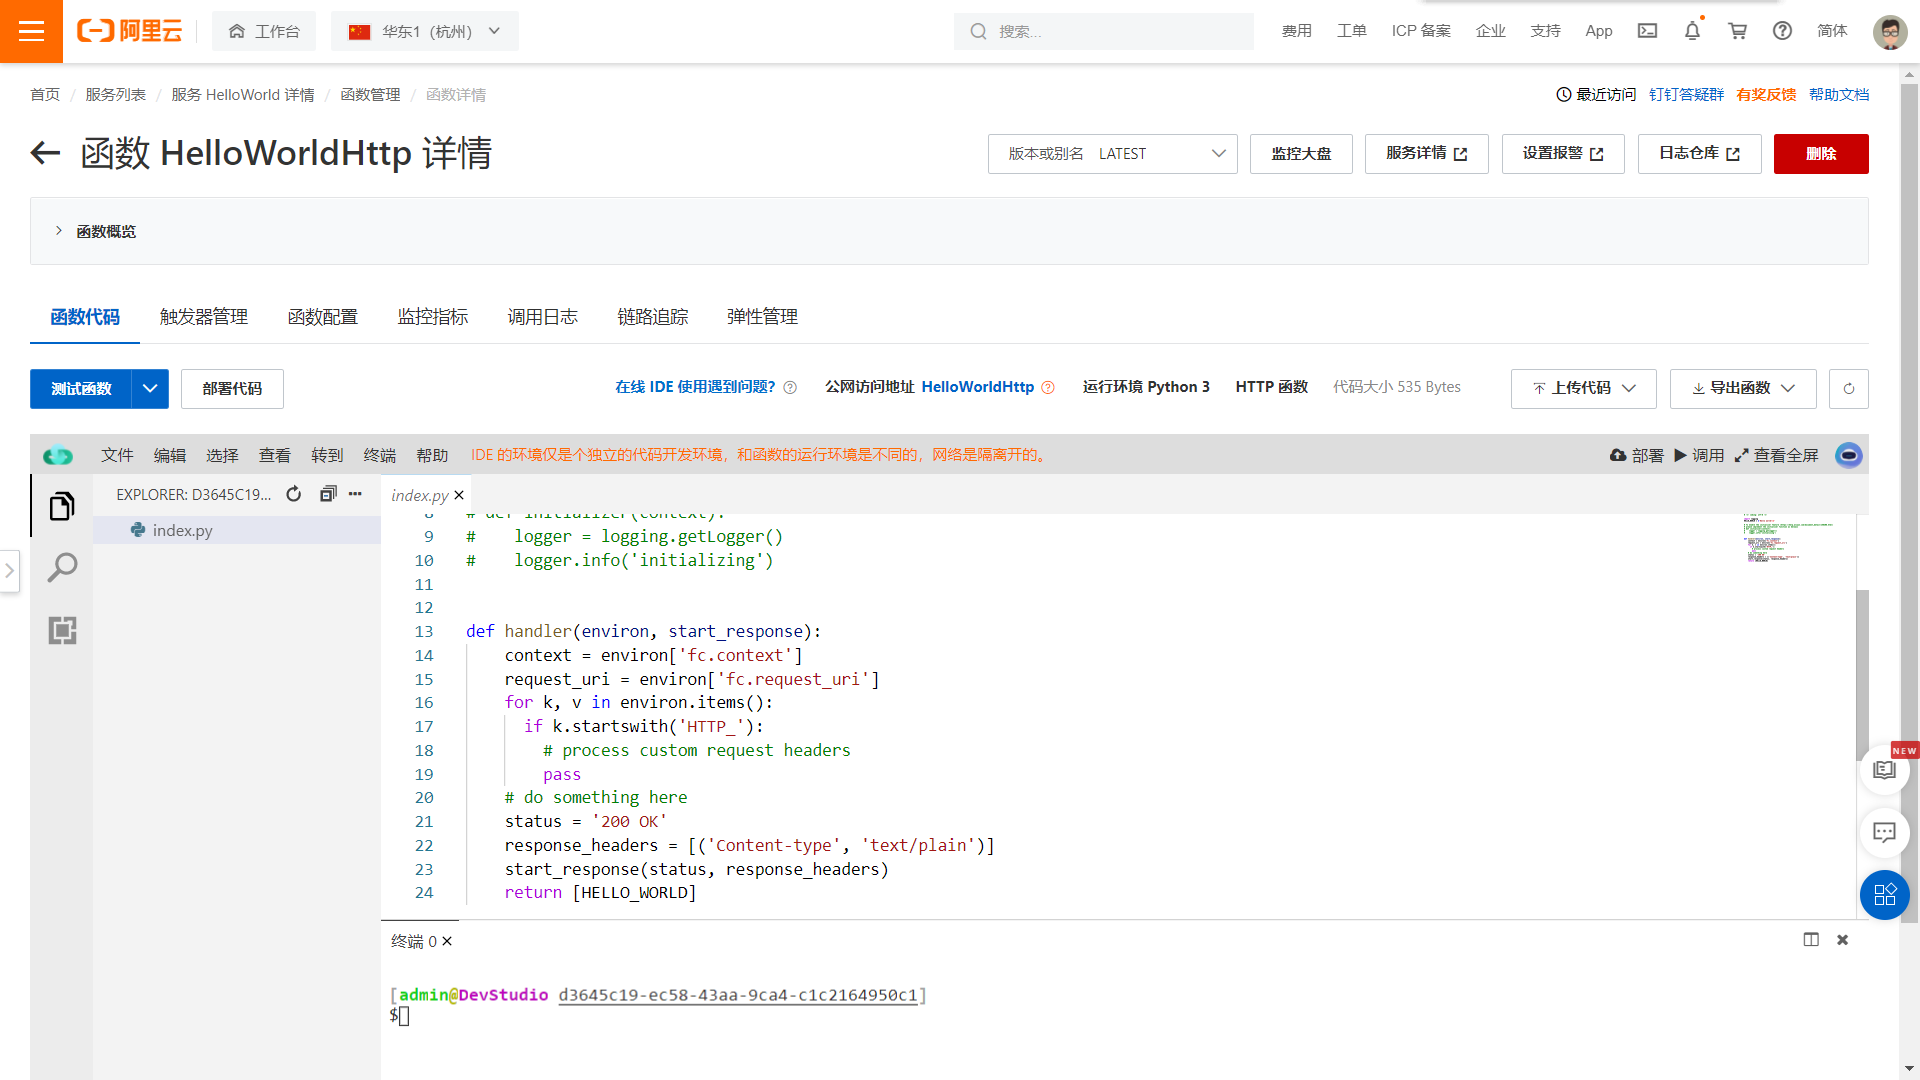 阿里云 工作台 华东1（杭州） 搜索... 费用 工单 ICP 备案 企业 支持 App 简体
首页 / 服务列表 / 服务 HelloWorld 详情 / 函数管理 / 函数详情 最近访问 钉钉答疑群 有奖反馈 帮助文档
函数 HelloWorldHttp 详情 版本或别名 LATEST 监控大盘 服务详情 设置报警 日志仓库 删除
函数概览
函数代码 触发器管理 函数配置 监控指标 调用日志 链路追踪 弹性管理
测试函数 部署代码 在线 IDE 使用遇到问题? 公网访问地址 HelloWorldHttp 运行环境 Python 3 HTTP 函数 代码大小 535 Bytes 上传代码 导出函数
文件 编辑 选择 查看 转到 终端 帮助 IDE 的环境仅是个独立的代码开发环境，和函数的运行环境是不同的，网络是隔离开的。 部署 调用 查看全屏
EXPLORER: D3645C19... index.py
index.py
8 # def initializer(context):
9 #    logger = logging.getLogger()
10 #    logger.info('initializing')
11
12
13 def handler(environ, start_response):
14     context = environ['fc.context']
15     request_uri = environ['fc.request_uri']
16     for k, v in environ.items():
17       if k.startswith('HTTP_'):
18         # process custom request headers
19         pass
20     # do something here
21     status = '200 OK'
22     response_headers = [('Content-type', 'text/plain')]
23     start_response(status, response_headers)
24     return [HELLO_WORLD]
NEW
终端 0
[admin@DevStudio d3645c19-ec58-43aa-9ca4-c1c2164950c1]
$